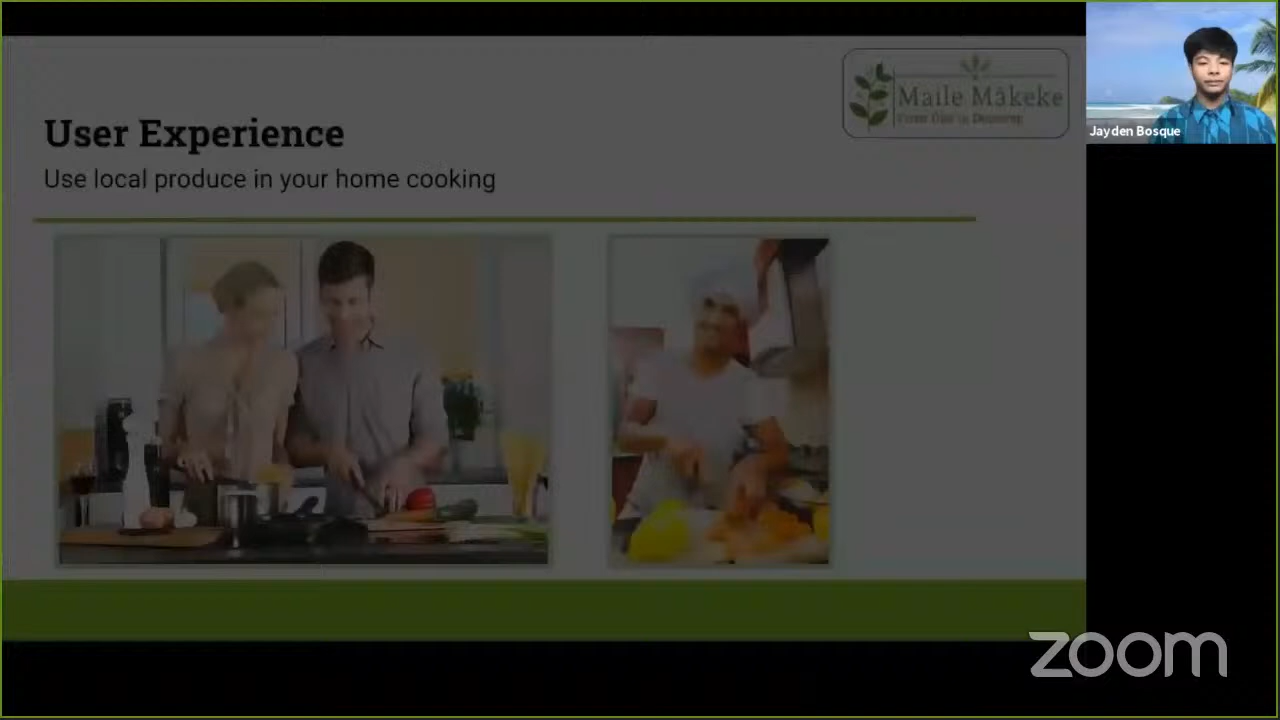 User Experience
Use local produce in your home cooking
Maile Mākeke
Jayden Bosque
zoom